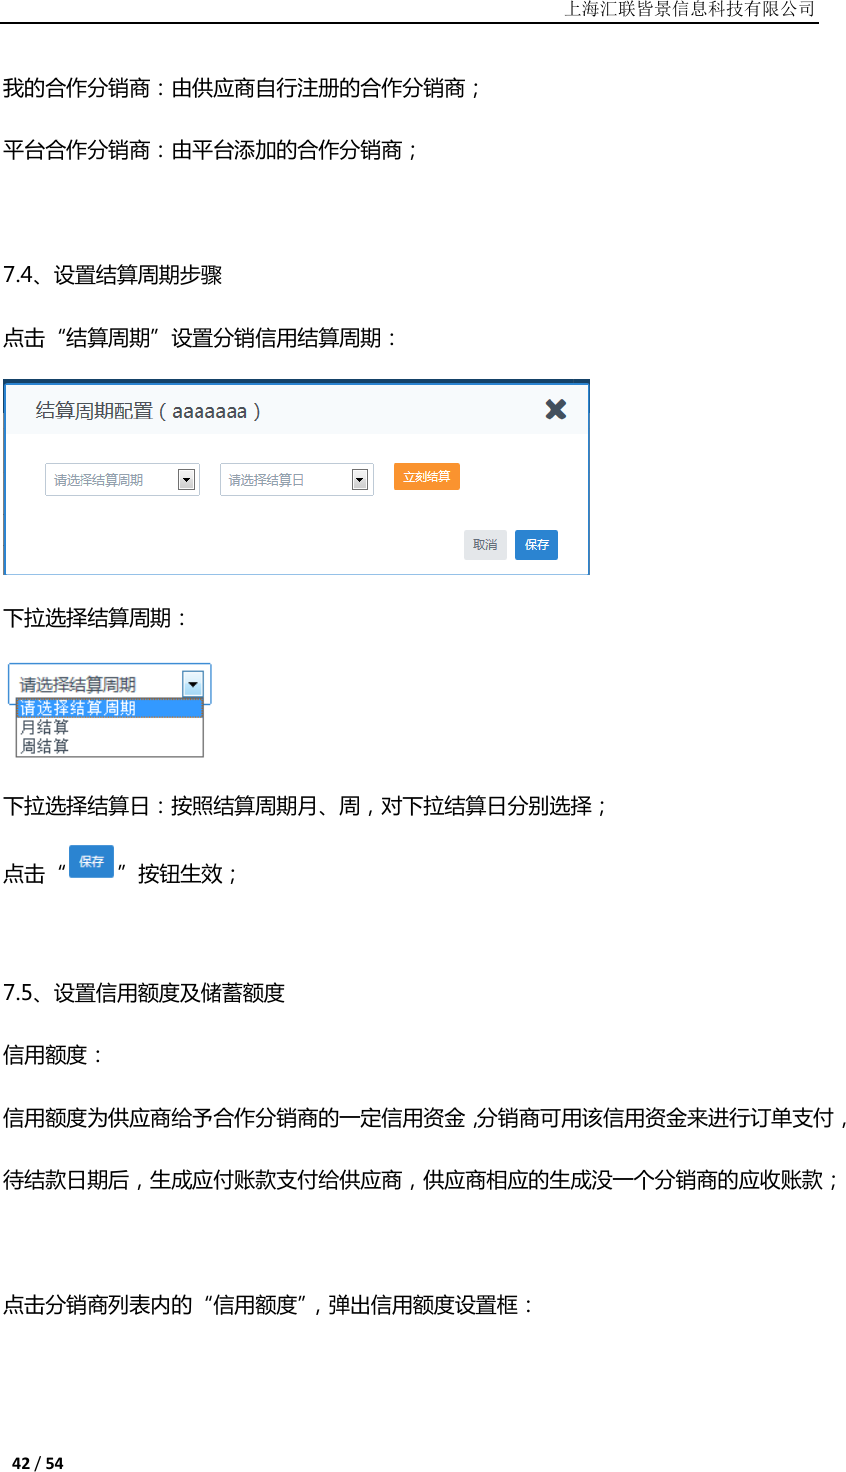 上海汇联皆景信息科技有限公司
我的合作分销商：由供应商自行注册的合作分销商；
平台合作分销商：由平台添加的合作分销商；
7.4、设置结算周期步骤
点击“结算周期”设置分销信用结算周期：
结算周期配置（aaaaaaa）
请选择结算周期 请选择结算日 立刻结算
取消 保存
下拉选择结算周期：
请选择结算周期
请选择结算周期
月结算
周结算
下拉选择结算日：按照结算周期月、周，对下拉结算日分别选择；
点击“保存”按钮生效；
7.5、设置信用额度及储蓄额度
信用额度：
信用额度为供应商给予合作分销商的一定信用资金，分销商可用该信用资金来进行订单支付，
待结款日期后，生成应付账款支付给供应商，供应商相应的生成没一个分销商的应收账款；
点击分销商列表内的“信用额度”，弹出信用额度设置框：
42 / 54